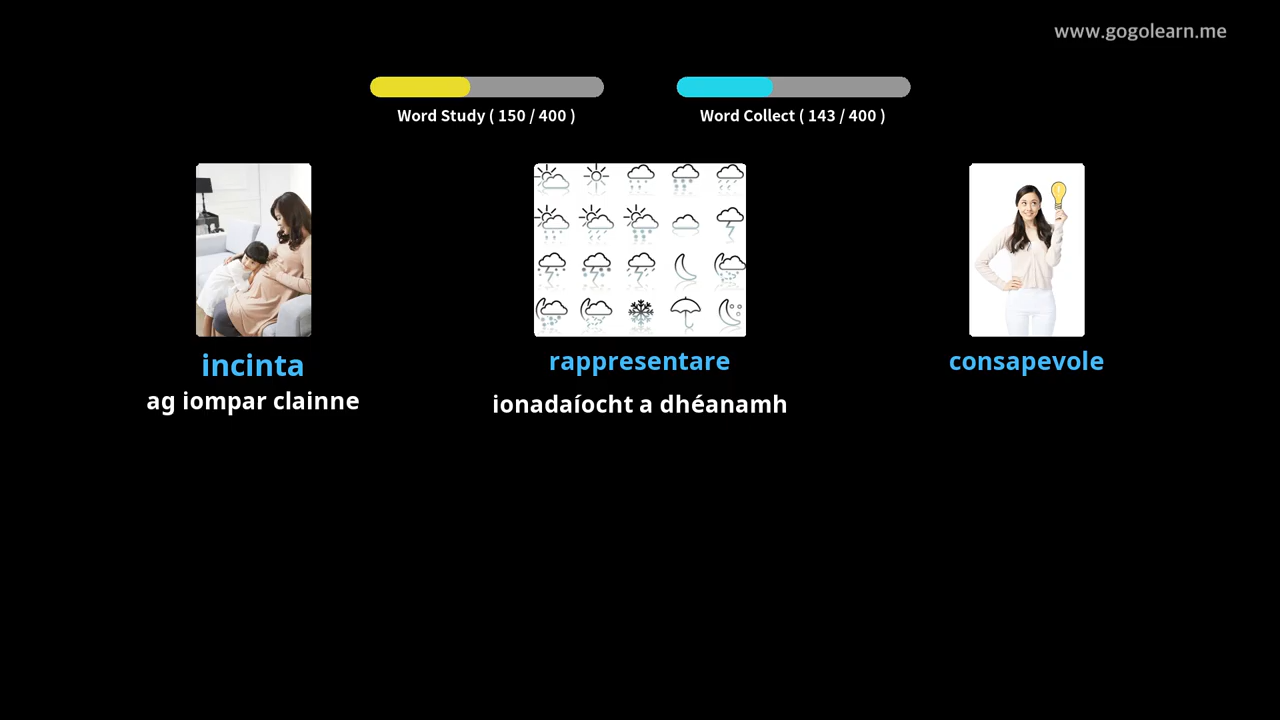 www.gogolearn.me
Word Study ( 150 / 400 )
Word Collect ( 143 / 400 )
incinta
ag iompar clainne
rappresentare
ionadaíocht a dhéanamh
consapevole